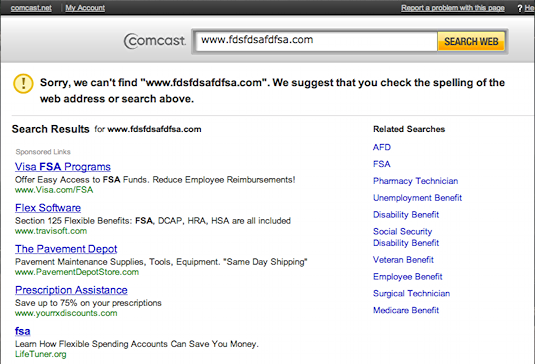 comcast.net | My Account
Report a problem with this page ? He
comcast. www.fdsfdsafdfsa.com SEARCH WEB
! Sorry, we can't find "www.fdsfdsafdfsa.com". We suggest that you check the spelling of the
web address or search above.
Search Results for www.fdsfdsafdfsa.com
Sponsored Links
Visa FSA Programs
Offer Easy Access to FSA Funds. Reduce Employee Reimbursements!
www.Visa.com/FSA
Flex Software
Section 125 Flexible Benefits: FSA, DCAP, HRA, HSA are all included
www.travisoft.com
The Pavement Depot
Pavement Maintenance Supplies, Tools, Equipment. "Same Day Shipping"
www.PavementDepotStore.com
Prescription Assistance
Save up to 75% on your prescriptions
www.yourrxdiscounts.com
fsa
Learn How Flexible Spending Accounts Can Save You Money.
LifeTuner.org
Related Searches
AFD
FSA
Pharmacy Technician
Unemployment Benefit
Disability Benefit
Social Security
Disability Benefit
Veteran Benefit
Employee Benefit
Surgical Technician
Medicare Benefit